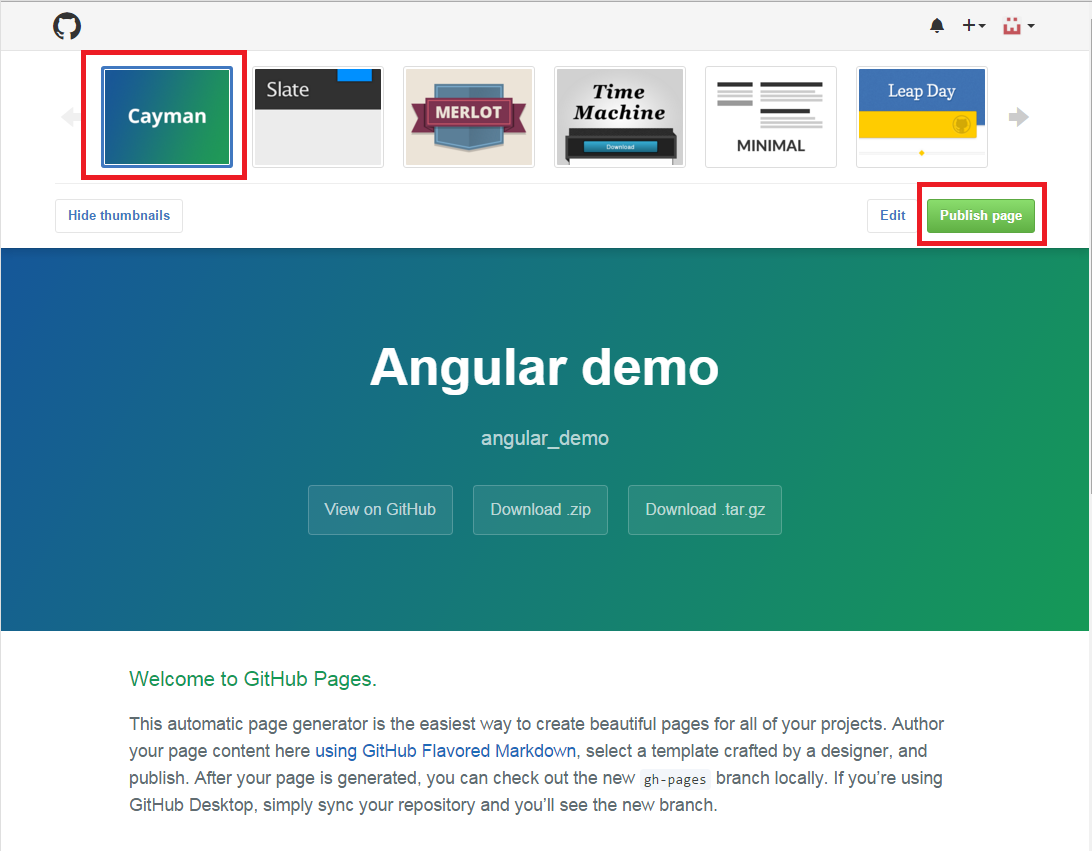 Cayman
Slate
MERLOT
Time
Machine
Download
MINIMAL
Leap Day
Hide thumbnails
Edit
Publish page
Angular demo
angular_demo
View on GitHub
Download .zip
Download .tar.gz
Welcome to GitHub Pages.
This automatic page generator is the easiest way to create beautiful pages for all of your projects. Author
your page content here using GitHub Flavored Markdown, select a template crafted by a designer, and
publish. After your page is generated, you can check out the new gh-pages branch locally. If you’re using
GitHub Desktop, simply sync your repository and you’ll see the new branch.